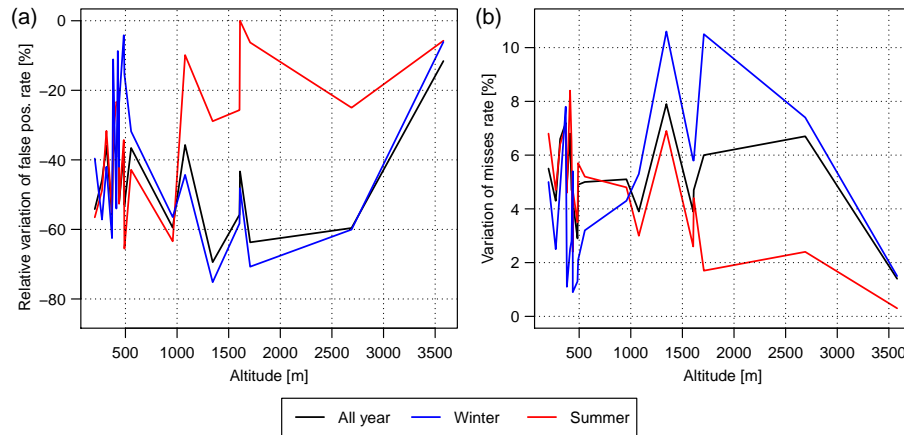 (a)
(b)
Relative variation of false pos. rate [%]
0
−20
−40
−60
−80
500 1000 1500 2000 2500 3000 3500
Altitude [m]
Variation of misses rate [%]
10
8
6
4
2
0
500 1000 1500 2000 2500 3000 3500
Altitude [m]
All year Winter Summer